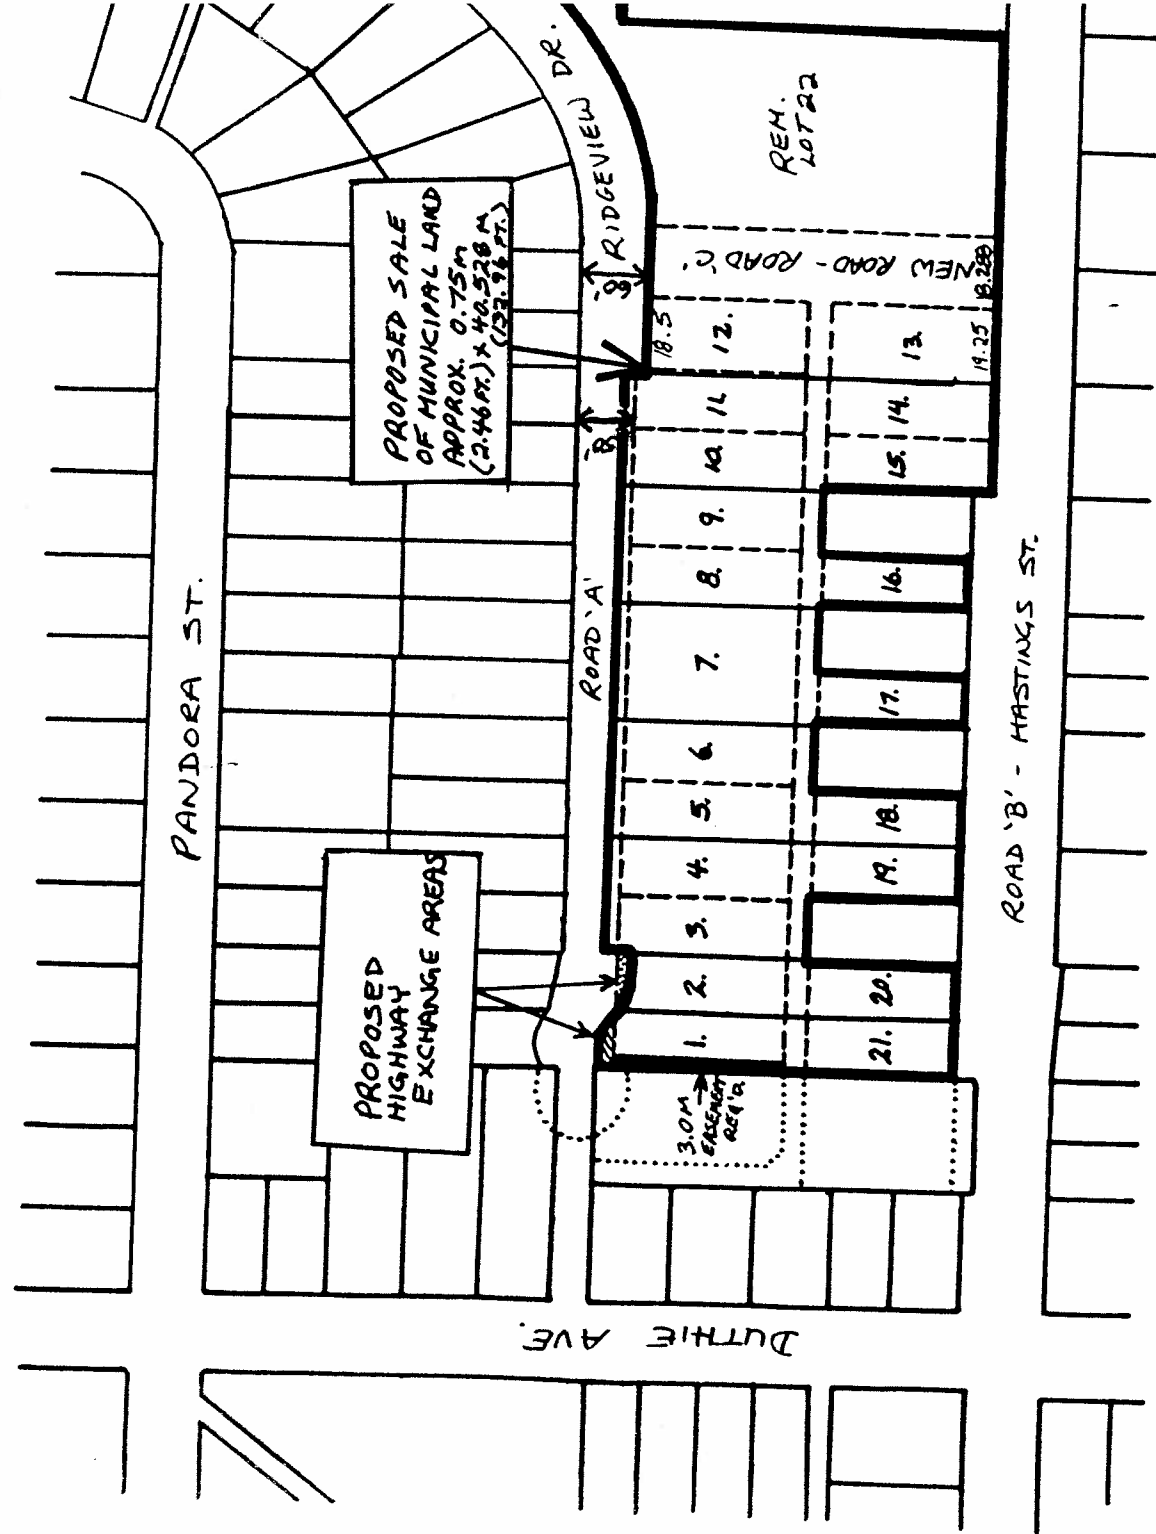 PANDORA ST.
PROPOSED SALE
OF MUNICIPAL LAND
APPROX. 0.75M
(2.46 FT.) X 40.528 M
(132.96 FT.)
RIDGEVIEW DR.
ROAD 'A'
PROPOSED
HIGHWAY
EXCHANGE AREAS
REM.
LOT 22
NEW ROAD - ROAD 'C'
18.288
18.5
19.25
1.
2.
3.
4.
5.
6.
7.
8.
9.
10.
11.
12.
13.
14.
15.
16.
17.
18.
19.
20.
21.
3.0M
EASEMENT
REQ'D.
ROAD 'B' - HASTINGS ST.
DUTHIE AVE.